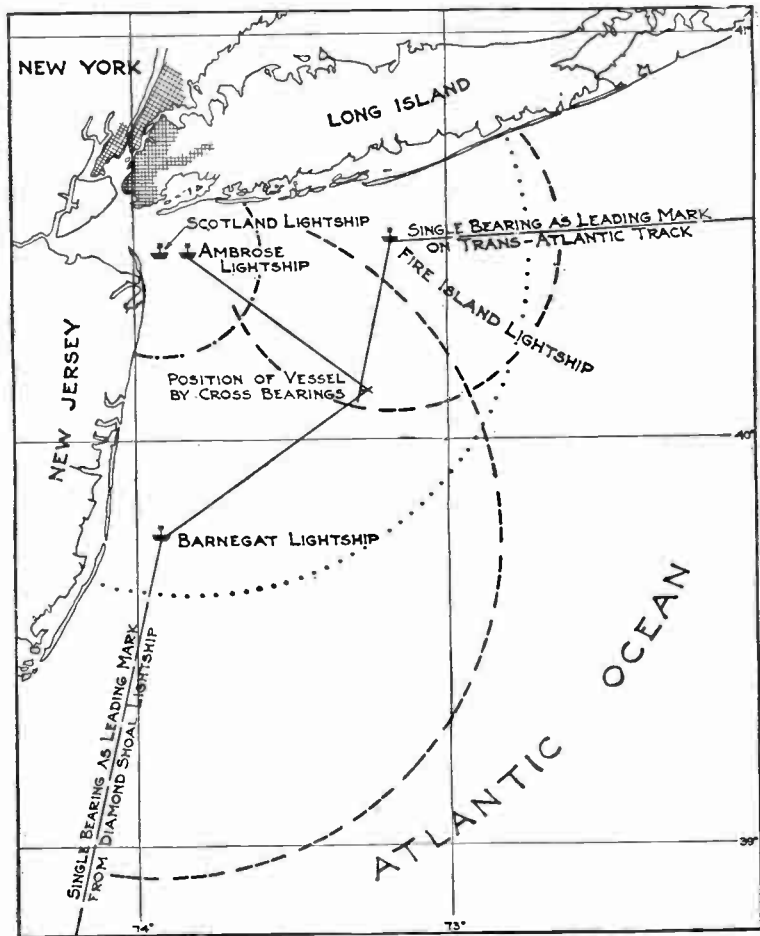 41°
NEW YORK
LONG ISLAND
SCOTLAND LIGHTSHIP
AMBROSE
LIGHTSHIP
SINGLE BEARING AS LEADING MARK
ON TRANS-ATLANTIC TRACK
FIRE ISLAND LIGHTSHIP
NEW JERSEY
POSITION OF VESSEL
BY CROSS BEARINGS
40°
BARNEGAT LIGHTSHIP
SINGLE BEARING AS LEADING MARK
FROM DIAMOND SHOAL LIGHTSHIP
ATLANTIC OCEAN
39°
74°
73°